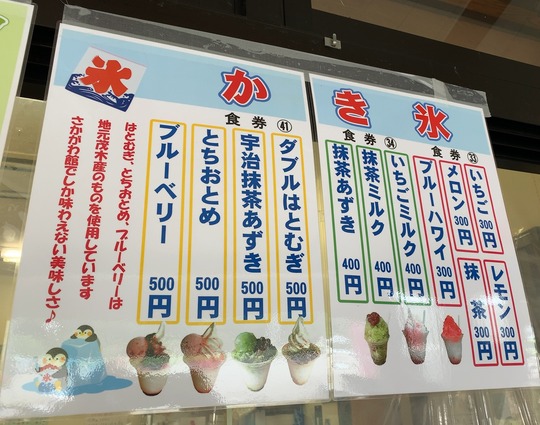 氷
かき氷
食券㉝
いちご 300円
メロン 300円
ブルーハワイ 300円
レモン 300円
抹茶 300円
食券㉞
いちごミルク 400円
抹茶ミルク 400円
抹茶あずき 400円
食券㊶
ダブルはとむぎ 500円
宇治抹茶あずき 500円
とちおとめ 500円
ブルーベリー 500円
はとむぎ、とちおとめ、ブルーベリーは
地元茂木産のものを使用しています
さかがわ館でしか味わえない美味しさ♪